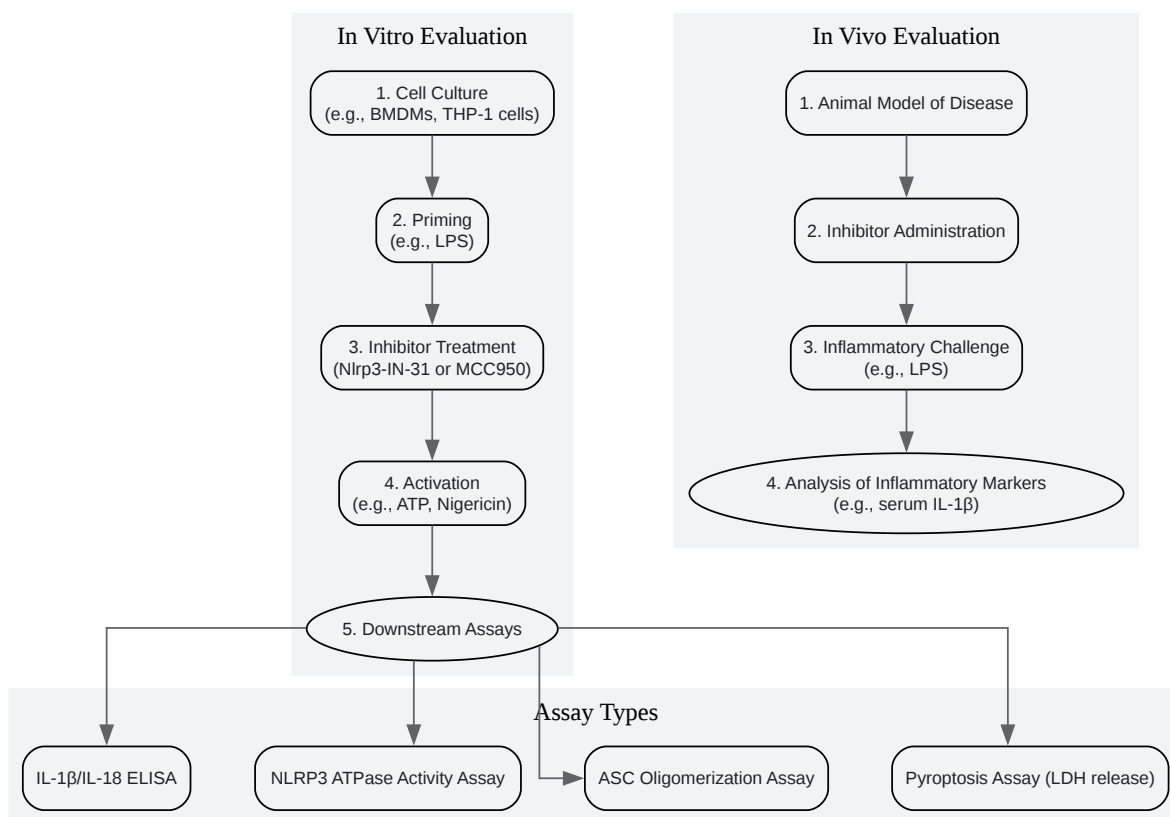 In Vitro Evaluation
1. Cell Culture
(e.g., BMDMs, THP-1 cells)
2. Priming
(e.g., LPS)
3. Inhibitor Treatment
(Nlrp3-IN-31 or MCC950)
4. Activation
(e.g., ATP, Nigericin)
5. Downstream Assays
In Vivo Evaluation
1. Animal Model of Disease
2. Inhibitor Administration
3. Inflammatory Challenge
(e.g., LPS)
4. Analysis of Inflammatory Markers
(e.g., serum IL-1β)
Assay Types
IL-1β/IL-18 ELISA
NLRP3 ATPase Activity Assay
ASC Oligomerization Assay
Pyroptosis Assay (LDH release)